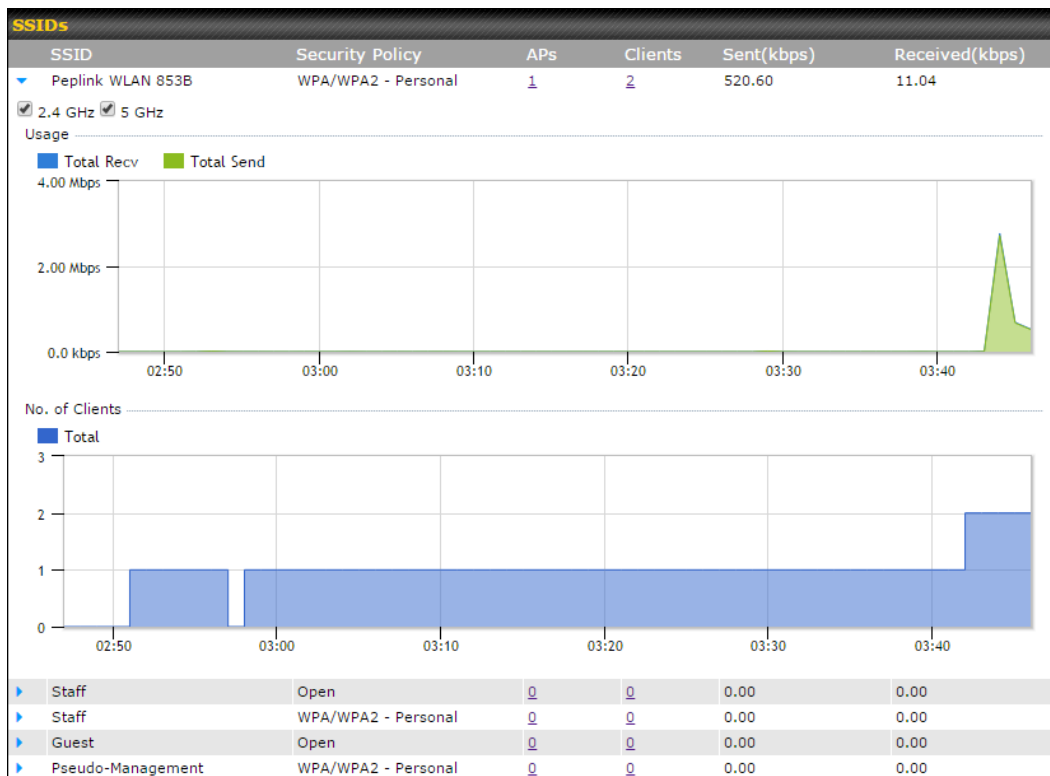 SSIDs
SSID Security Policy APs Clients Sent(kbps) Received(kbps)
Peplink WLAN 853B WPA/WPA2 - Personal 1 2 520.60 11.04
2.4 GHz 5 GHz
Usage
Total Recv Total Send
4.00 Mbps
2.00 Mbps
0.0 kbps
02:50 03:00 03:10 03:20 03:30 03:40
No. of Clients
Total
3
2
1
0
02:50 03:00 03:10 03:20 03:30 03:40
Staff Open 0 0 0.00 0.00
Staff WPA/WPA2 - Personal 0 0 0.00 0.00
Guest Open 0 0 0.00 0.00
Pseudo-Management WPA/WPA2 - Personal 0 0 0.00 0.00